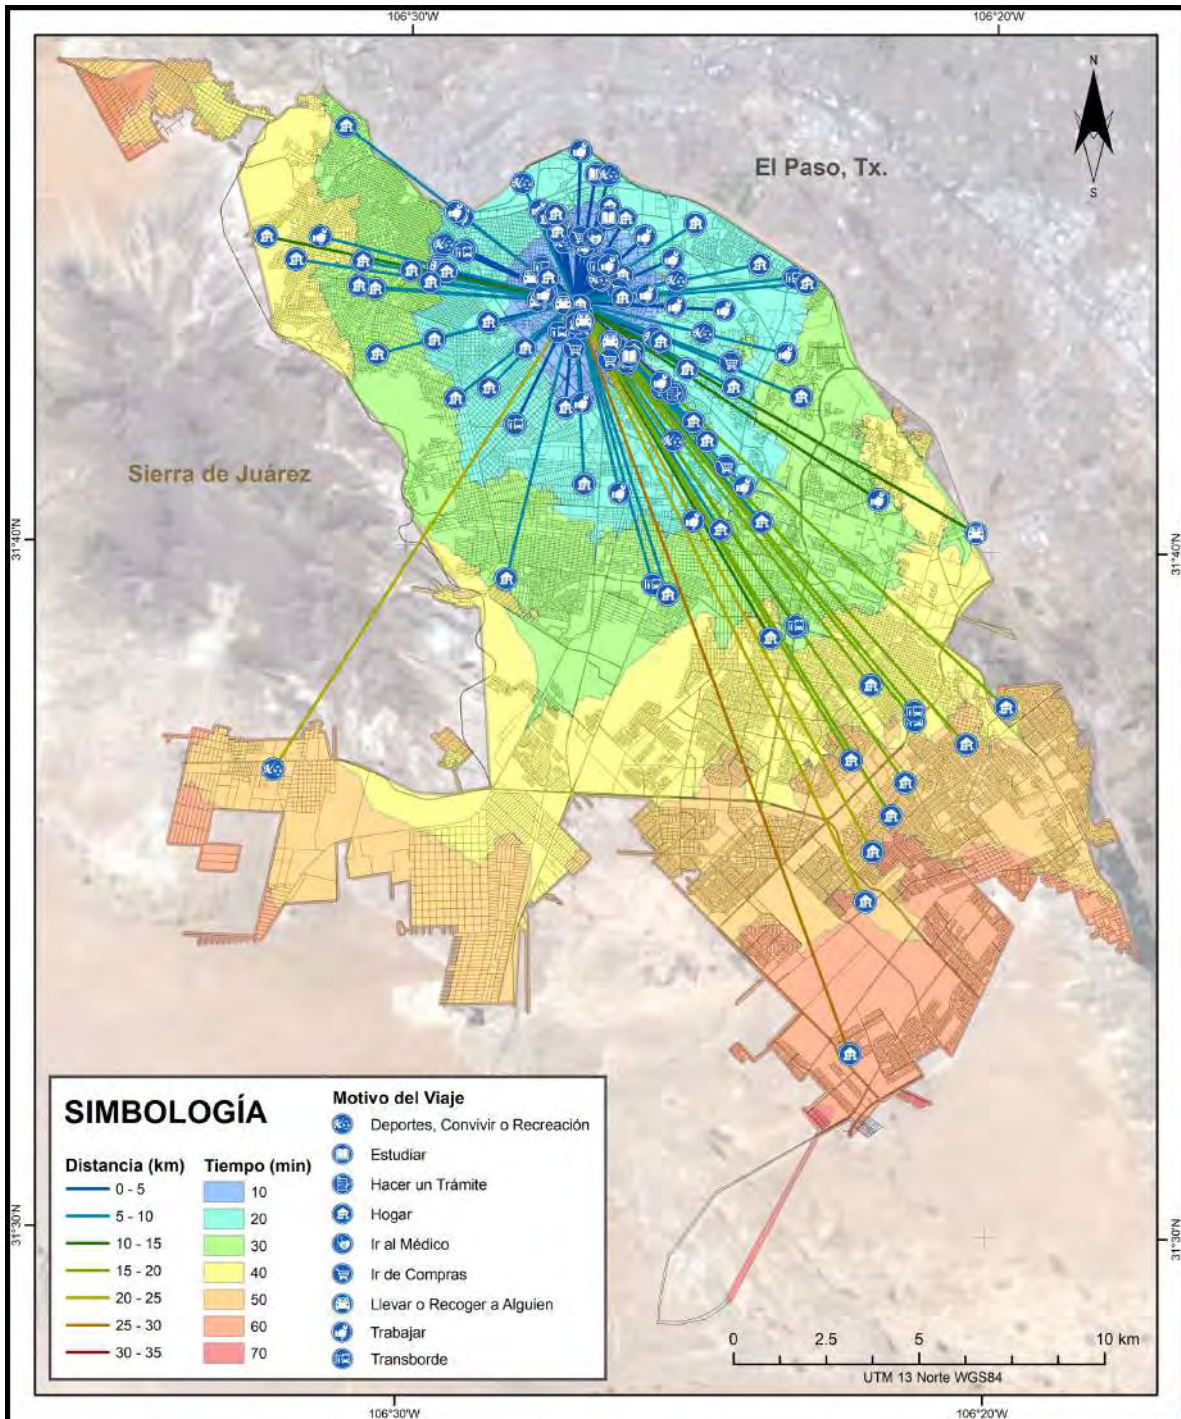 106°30'W
106°20'W
N
S
El Paso, Tx.
Sierra de Juárez
31°40'N
31°40'N
31°30'N
31°30'N
SIMBOLOGÍA
Distancia (km)
0 - 5
5 - 10
10 - 15
15 - 20
20 - 25
25 - 30
30 - 35
Tiempo (min)
10
20
30
40
50
60
70
Motivo del Viaje
Deportes, Convivir o Recreación
Estudiar
Hacer un Trámite
Hogar
Ir al Médico
Ir de Compras
Llevar o Recoger a Alguien
Trabajar
Transborde
0 2.5 5 10 km
UTM 13 Norte WGS84
106°30'W
106°20'W